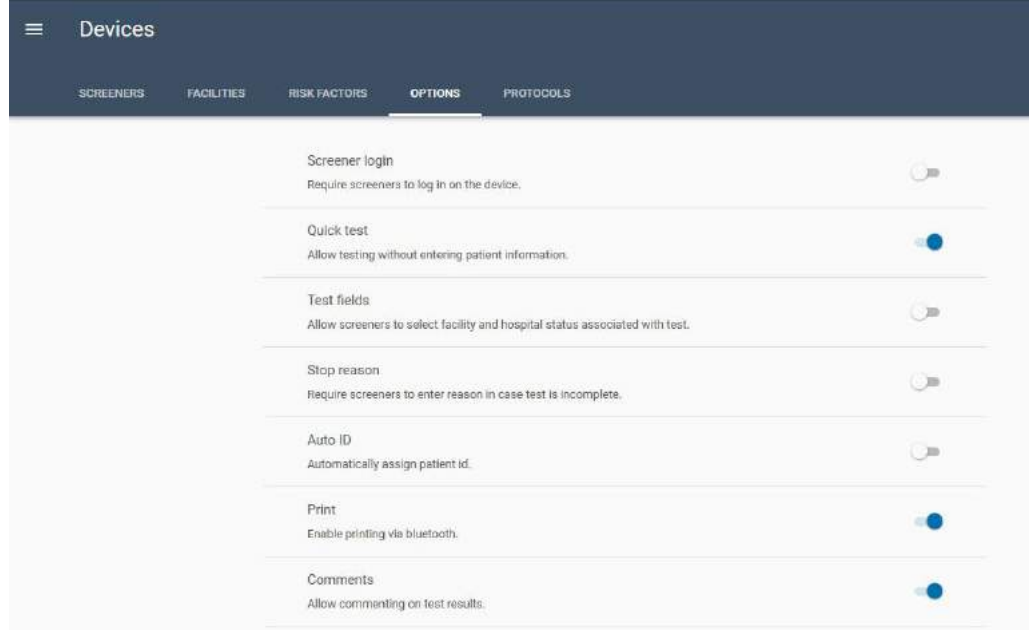 Devices
SCREENERS FACILITIES RISK FACTORS OPTIONS PROTOCOLS
Screener login
Require screeners to log in on the device.
Quick test
Allow testing without entering patient information.
Test fields
Allow screeners to select facility and hospital status associated with test.
Stop reason
Require screeners to enter reason in case test is incomplete.
Auto ID
Automatically assign patient id.
Print
Enable printing via bluetooth.
Comments
Allow commenting on test results.